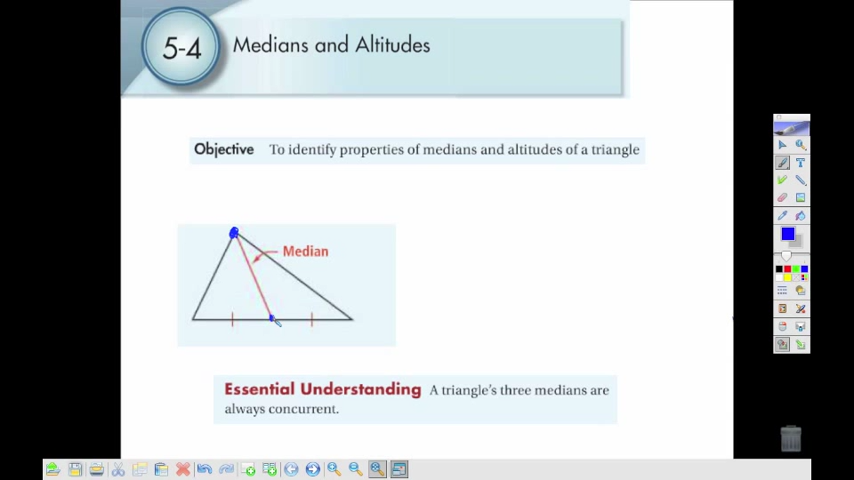 5-4
Medians and Altitudes
Objective To identify properties of medians and altitudes of a triangle
Median
Essential Understanding A triangle's three medians are
always concurrent.